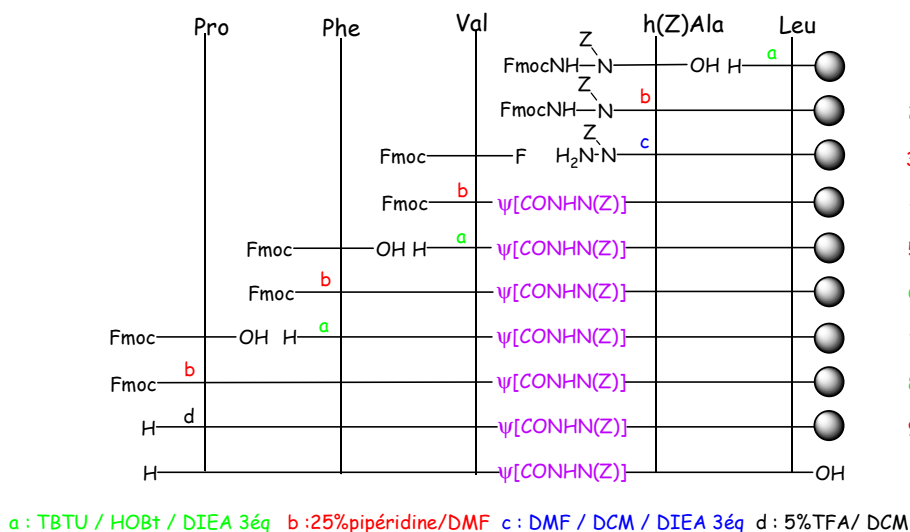 Pro Phe Val h(Z)Ala Leu
Z
FmocNH N OH H a
Z
FmocNH N b
Z
Fmoc F H2N N c
Fmoc b ψ[CONHN(Z)]
Fmoc OH H a ψ[CONHN(Z)]
Fmoc b ψ[CONHN(Z)]
Fmoc OH H a ψ[CONHN(Z)]
Fmoc b ψ[CONHN(Z)]
H d ψ[CONHN(Z)]
H ψ[CONHN(Z)] OH
a : TBTU / HOBt / DIEA 3éq b :25%pipéridine/DMF c : DMF / DCM / DIEA 3éq d : 5%TFA/ DCM